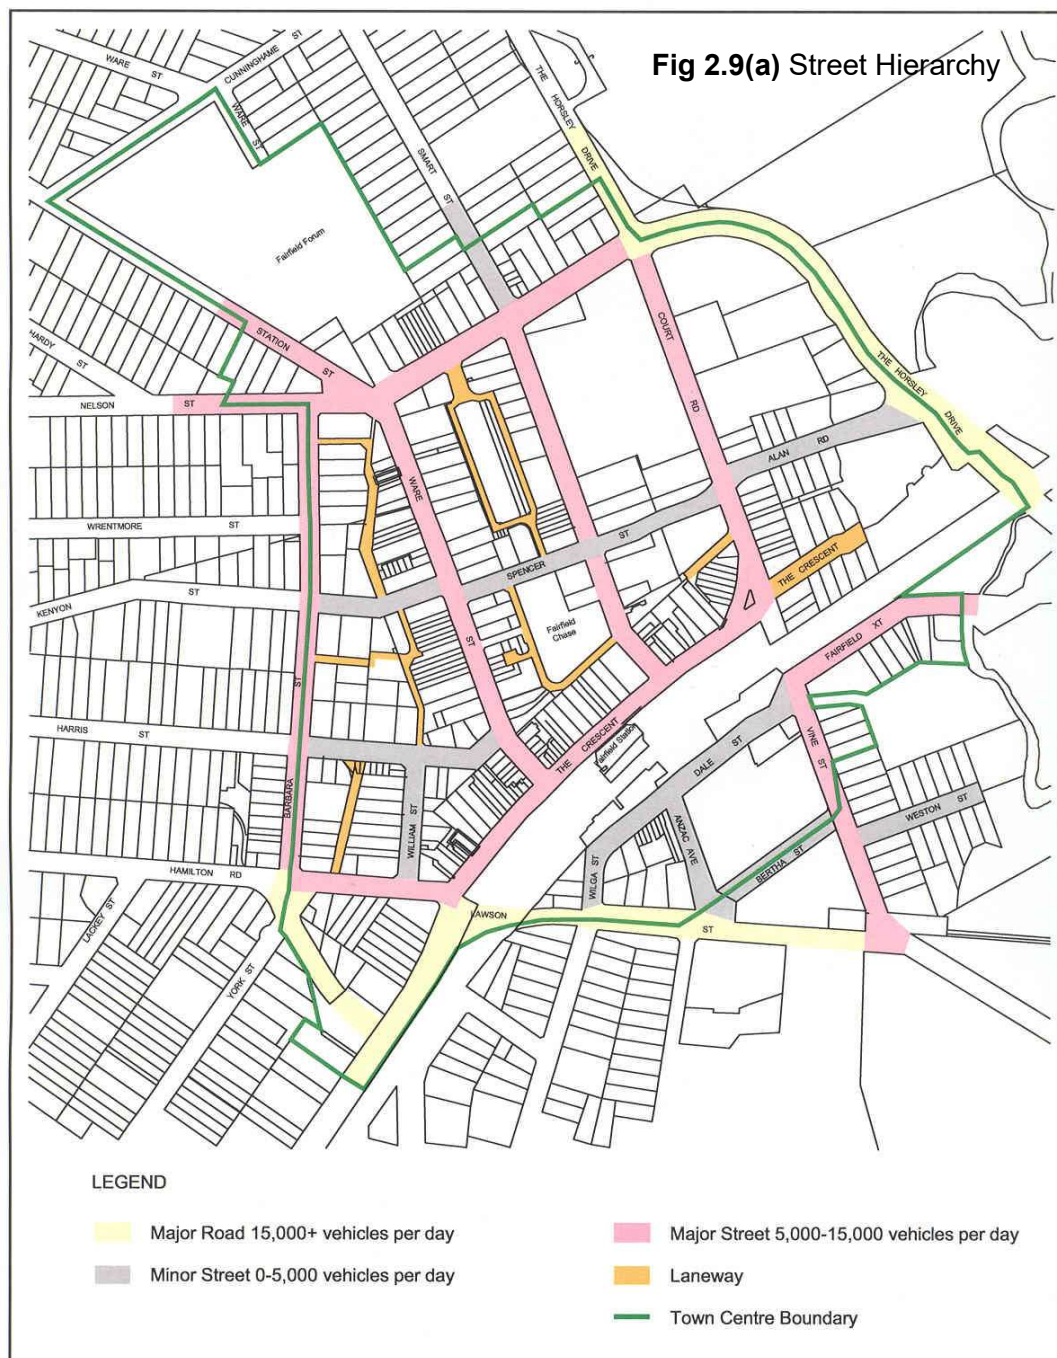 Fig 2.9(a) Street Hierarchy
WARE ST
CUNNINGHAME ST
WARE ST
THE HORSLEY DRIVE
SMART ST
Fairfield Forum
STATION ST
HARDY ST
NELSON ST
COURT RD
THE HORSLEY DRIVE
WARE ST
ALAN RD
WRENTMORE ST
SPENCER ST
THE CRESCENT
KENYON ST
Fairfield
Chase
FAIRFIELD XT
BARBARA ST
HARRIS ST
THE CRESCENT
Fairfield Station
DALE ST
VINE ST
WILLIAM ST
ANZAC AVE
WESTON ST
BERTHA ST
WILGA ST
HAMILTON RD
LACKEY ST
YORK ST
LAWSON ST
LEGEND
Major Road 15,000+ vehicles per day
Major Street 5,000-15,000 vehicles per day
Minor Street 0-5,000 vehicles per day
Laneway
Town Centre Boundary